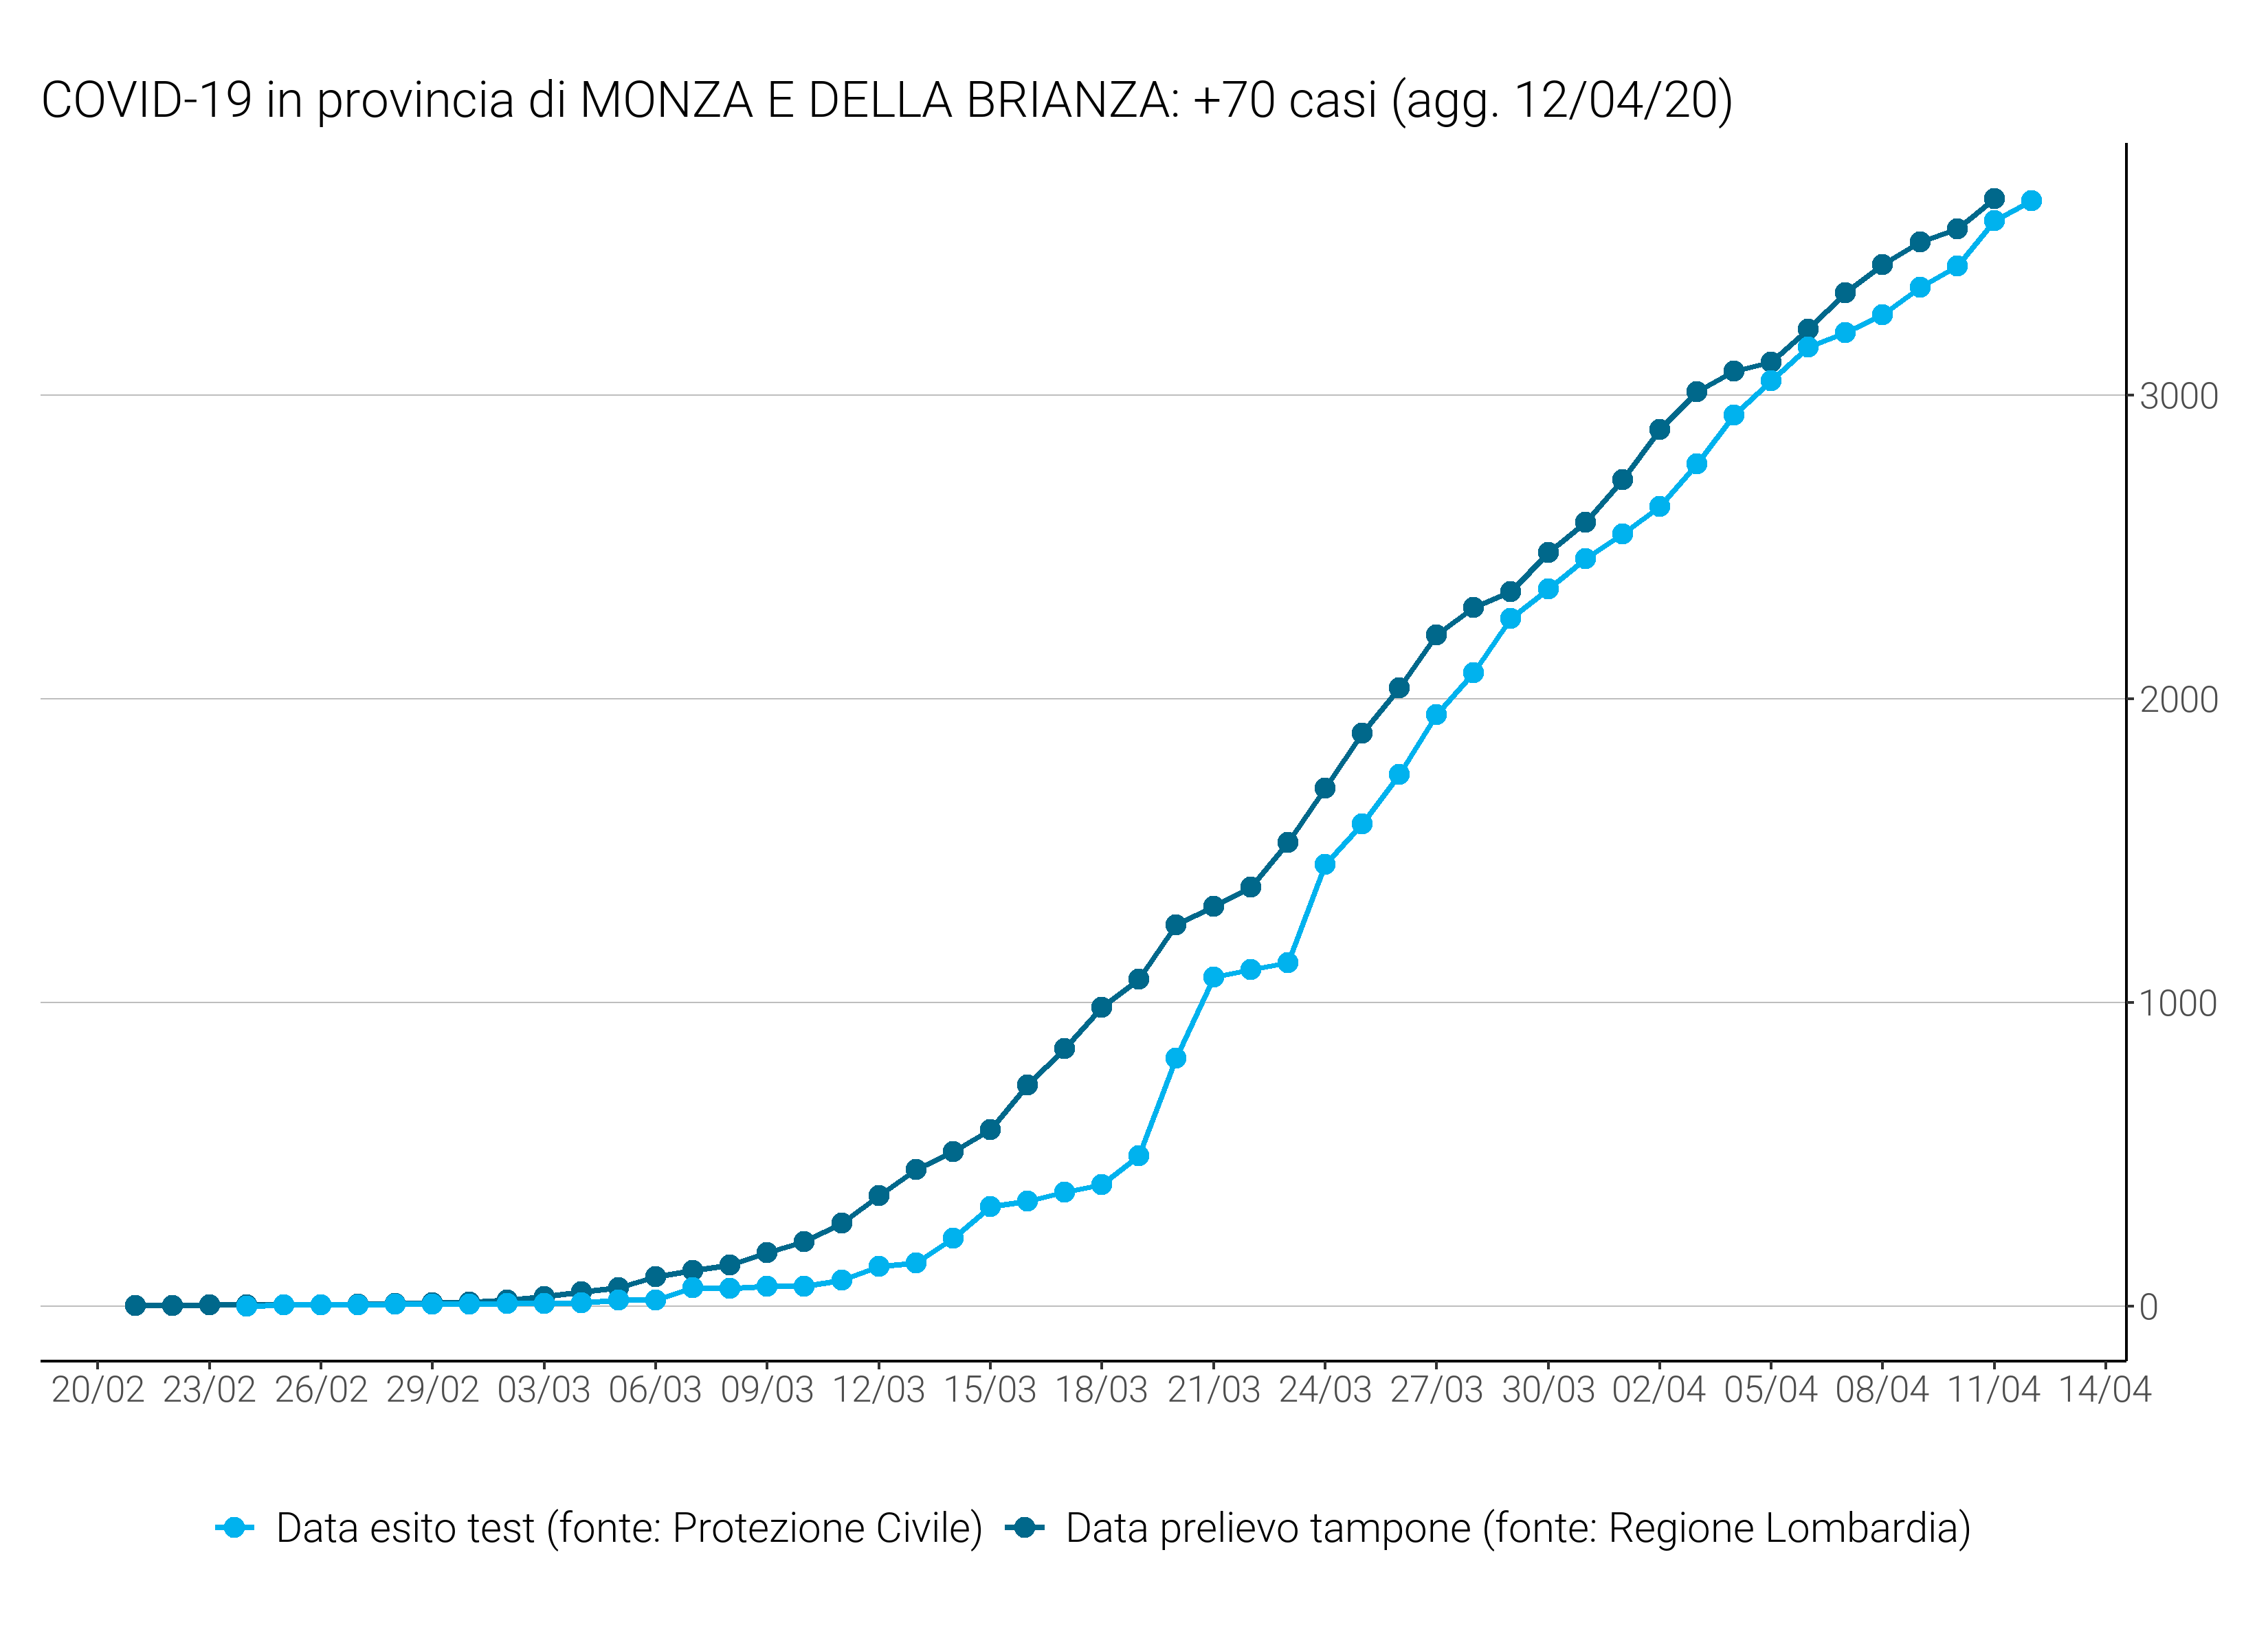 COVID-19 in provincia di MONZA E DELLA BRIANZA: +70 casi (agg. 12/04/20)
3000
2000
1000
0
20/02 23/02 26/02 29/02 03/03 06/03 09/03 12/03 15/03 18/03 21/03 24/03 27/03 30/03 02/04 05/04 08/04 11/04 14/04
Data esito test (fonte: Protezione Civile) Data prelievo tampone (fonte: Regione Lombardia)